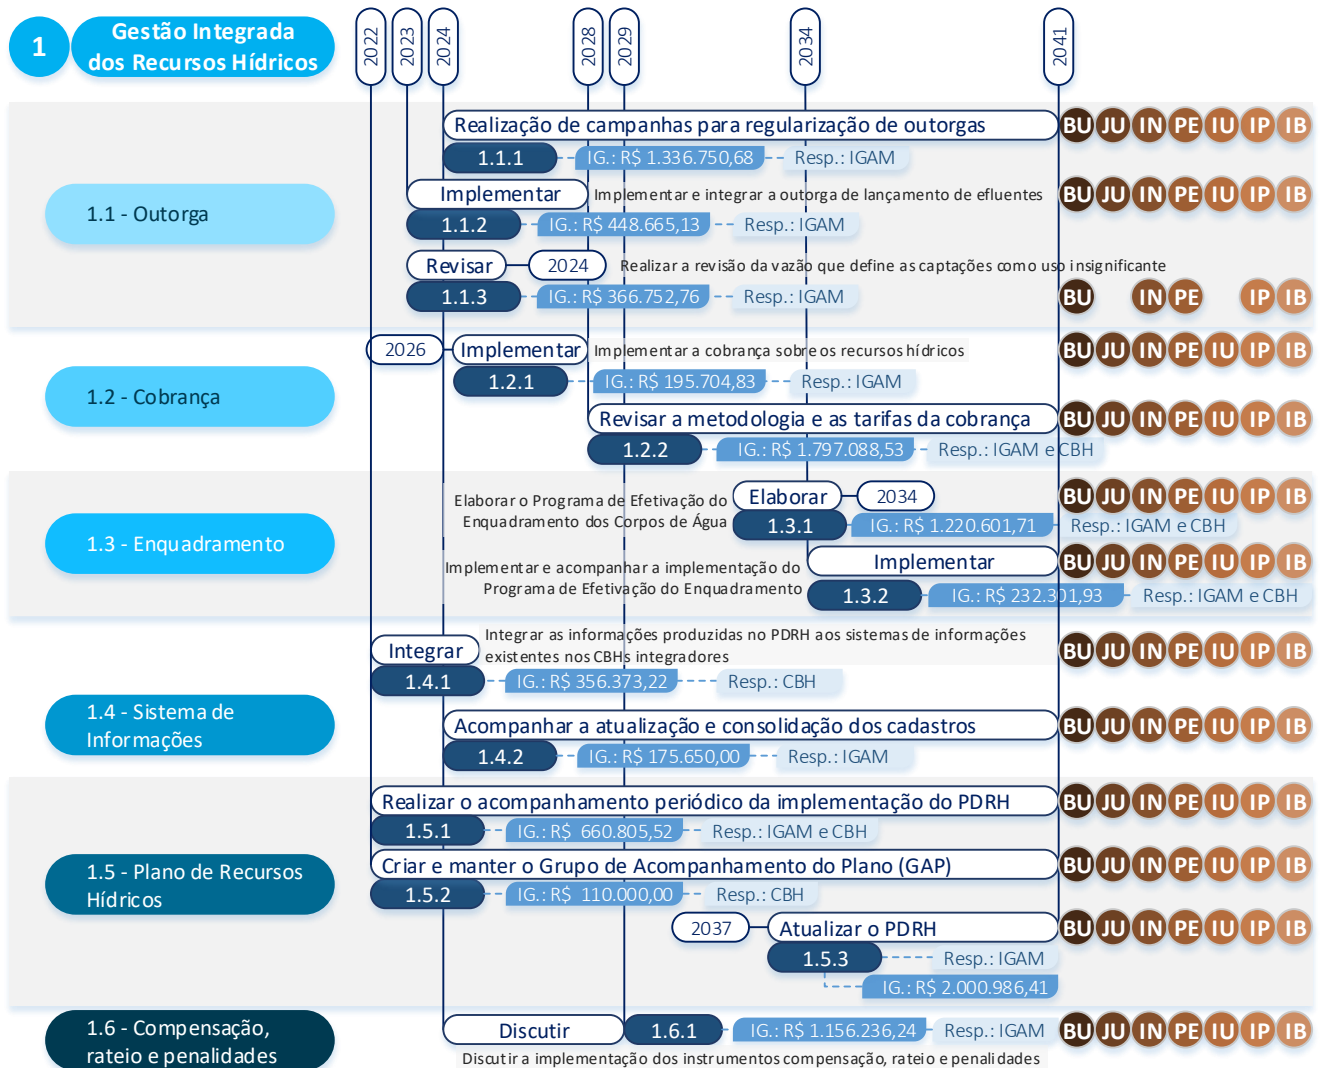 1
Gestão Integrada
dos Recursos Hídricos
2022
2023
2024
2028
2029
2034
2041
1.1 - Outorga
Realização de campanhas para regularização de outorgas
BU JU IN PE IU IP IB
1.1.1
IG.: R$ 1.336.750,68
Resp.: IGAM
Implementar
Implementar e integrar a outorga de lançamento de efluentes
BU JU IN PE IU IP IB
1.1.2
IG.: R$ 448.665,13
Resp.: IGAM
Revisar
2024
Realizar a revisão da vazão que define as captações como uso insignificante
1.1.3
IG.: R$ 366.752,76
Resp.: IGAM
BU IN PE IP IB
1.2 - Cobrança
2026
Implementar
Implementar a cobrança sobre os recursos hídricos
BU JU IN PE IU IP IB
1.2.1
IG.: R$ 195.704,83
Resp.: IGAM
Revisar a metodologia e as tarifas da cobrança
BU JU IN PE IU IP IB
1.2.2
IG.: R$ 1.797.088,53
Resp.: IGAM e CBH
1.3 - Enquadramento
Elaborar o Programa de Efetivação do
Enquadramento dos Corpos de Água
Elaborar
2034
BU JU IN PE IU IP IB
1.3.1
IG.: R$ 1.220.601,71
Resp.: IGAM e CBH
Implementar e acompanhar a implementação do
Programa de Efetivação do Enquadramento
Implementar
BU JU IN PE IU IP IB
1.3.2
IG.: R$ 232.301,93
Resp.: IGAM e CBH
1.4 - Sistema de
Informações
Integrar
Integrar as informações produzidas no PDRH aos sistemas de informações
existentes nos CBHs integradores
BU JU IN PE IU IP IB
1.4.1
IG.: R$ 356.373,22
Resp.: CBH
Acompanhar a atualização e consolidação dos cadastros
BU JU IN PE IU IP IB
1.4.2
IG.: R$ 175.650,00
Resp.: IGAM
1.5 - Plano de Recursos
Hídricos
Realizar o acompanhamento periódico da implementação do PDRH
BU JU IN PE IU IP IB
1.5.1
IG.: R$ 660.805,52
Resp.: IGAM e CBH
Criar e manter o Grupo de Acompanhamento do Plano (GAP)
BU JU IN PE IU IP IB
1.5.2
IG.: R$ 110.000,00
Resp.: CBH
2037
Atualizar o PDRH
BU JU IN PE IU IP IB
1.5.3
Resp.: IGAM
IG.: R$ 2.000.986,41
1.6 - Compensação,
rateio e penalidades
Discutir
1.6.1
IG.: R$ 1.156.236,24
Resp.: IGAM
BU JU IN PE IU IP IB
Discutir a implementação dos instrumentos compensação, rateio e penalidades